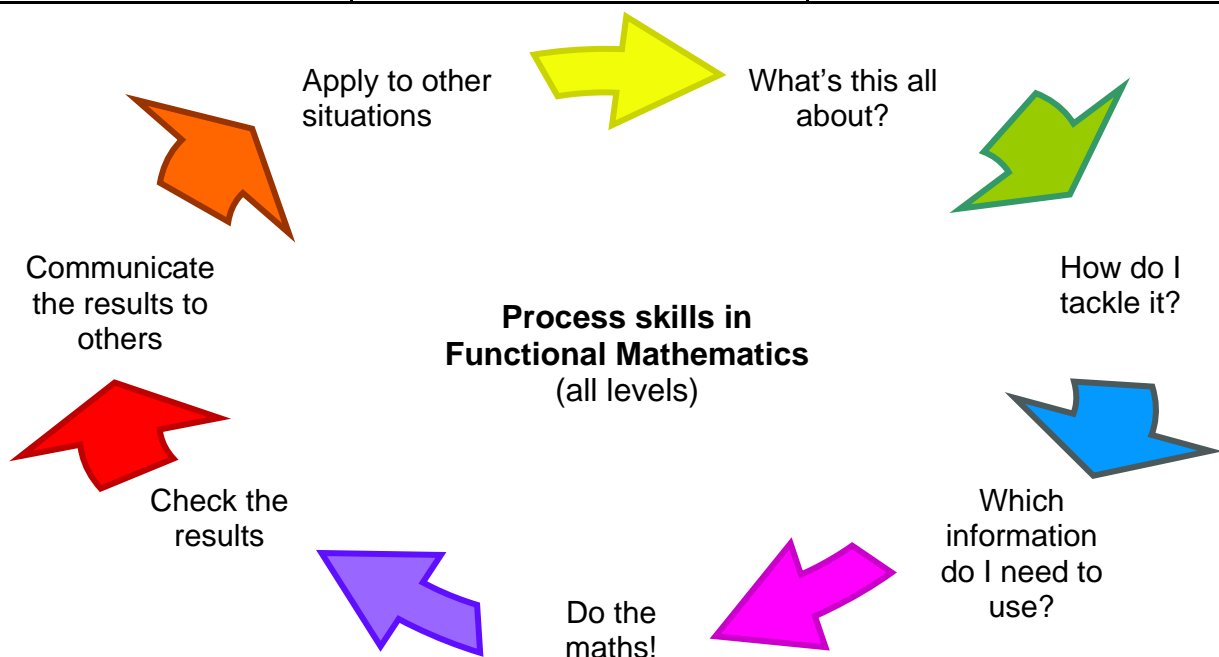 Apply to other
situations
What's this all
about?
How do I
tackle it?
Communicate
the results to
others
Process skills in
Functional Mathematics
(all levels)
Which
information
do I need to
use?
Check the
results
Do the
maths!